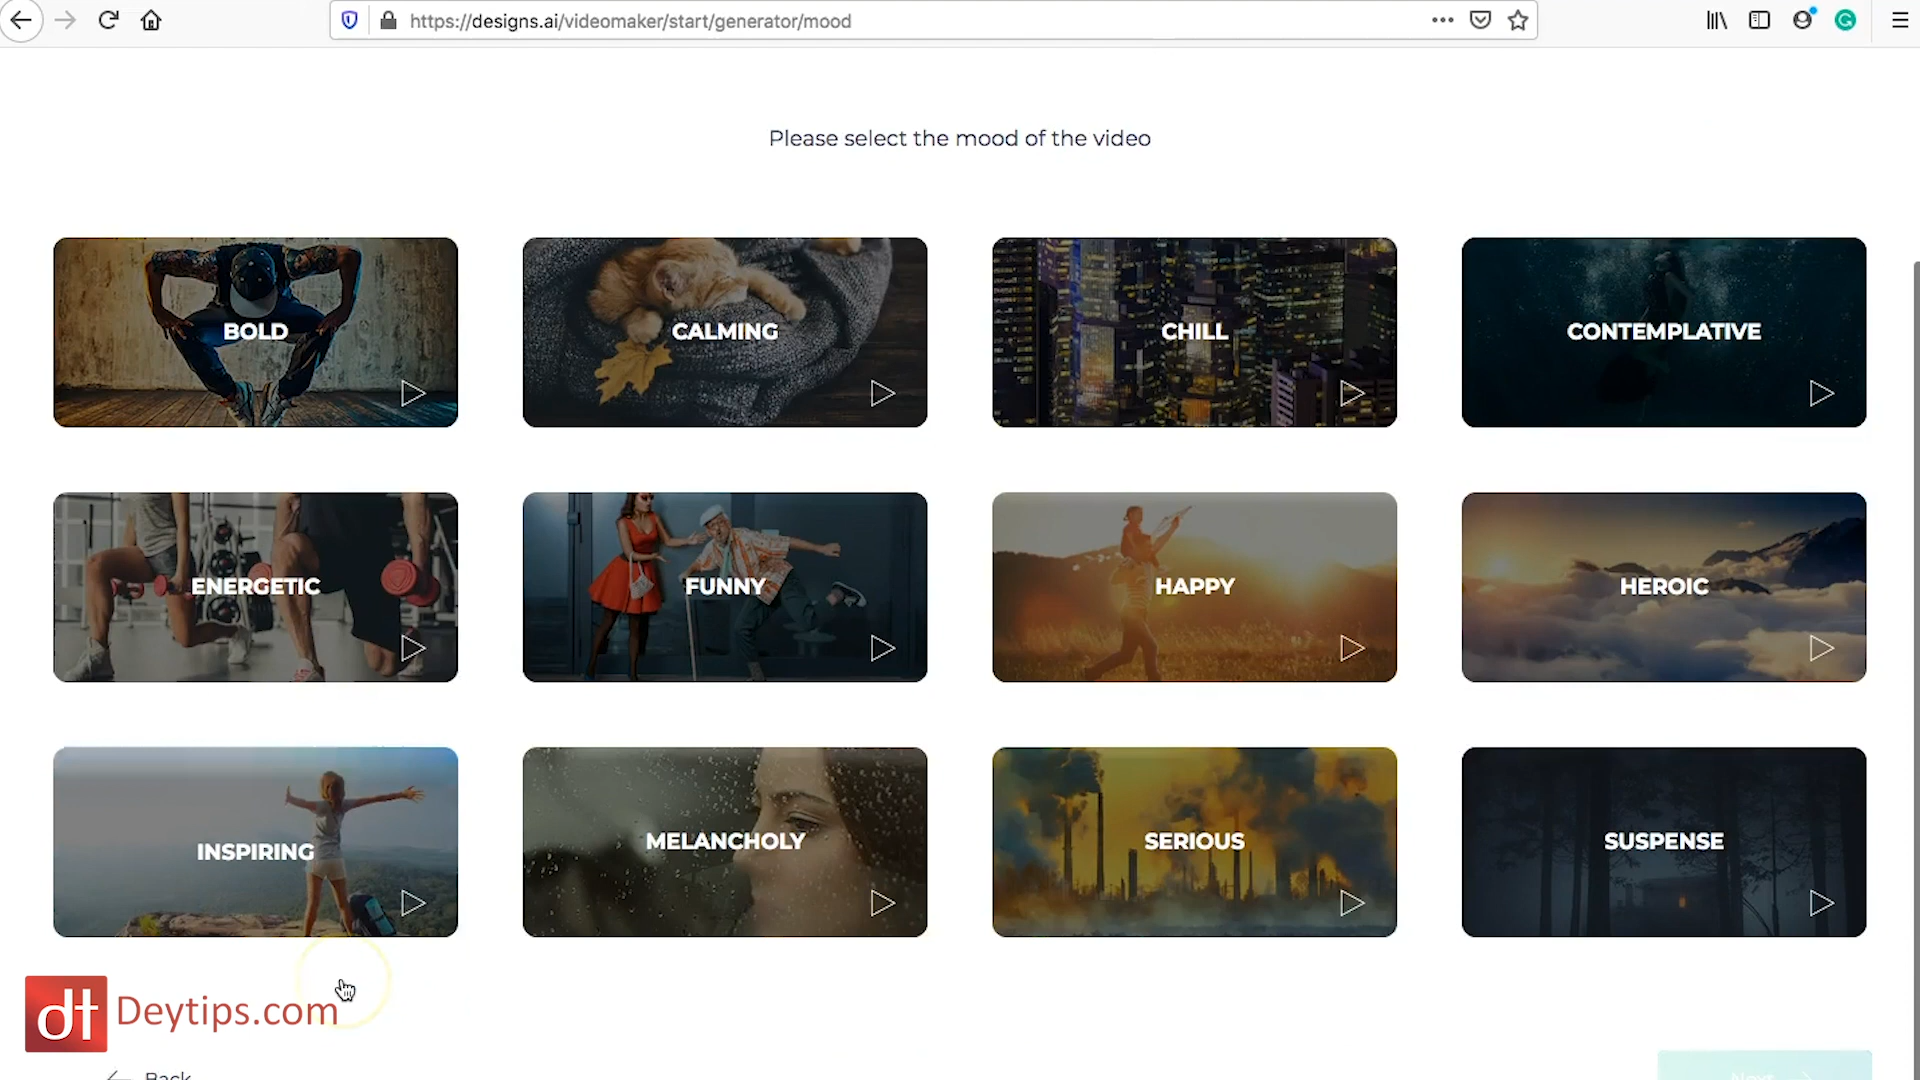 https://designs.ai/videomaker/start/generator/mood
Please select the mood of the video
BOLD
CALMING
CHILL
CONTEMPLATIVE
ENERGETIC
FUNNY
HAPPY
HEROIC
INSPIRING
MELANCHOLY
SERIOUS
SUSPENSE
dt Deytips.com
Back
Next